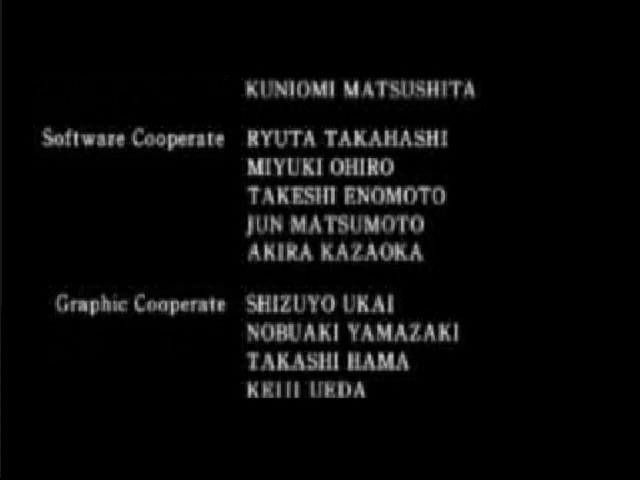 KUNIOMI MATSUSHITA
Software Cooperate RYUTA TAKAHASHI
MIYUKI OHIRO
TAKESHI ENOMOTO
JUN MATSUMOTO
AKIRA KAZAOKA
Graphic Cooperate SHIZUYO UKAI
NOBUAKI YAMAZAKI
TAKASHI HAMA
KEIJI UEDA